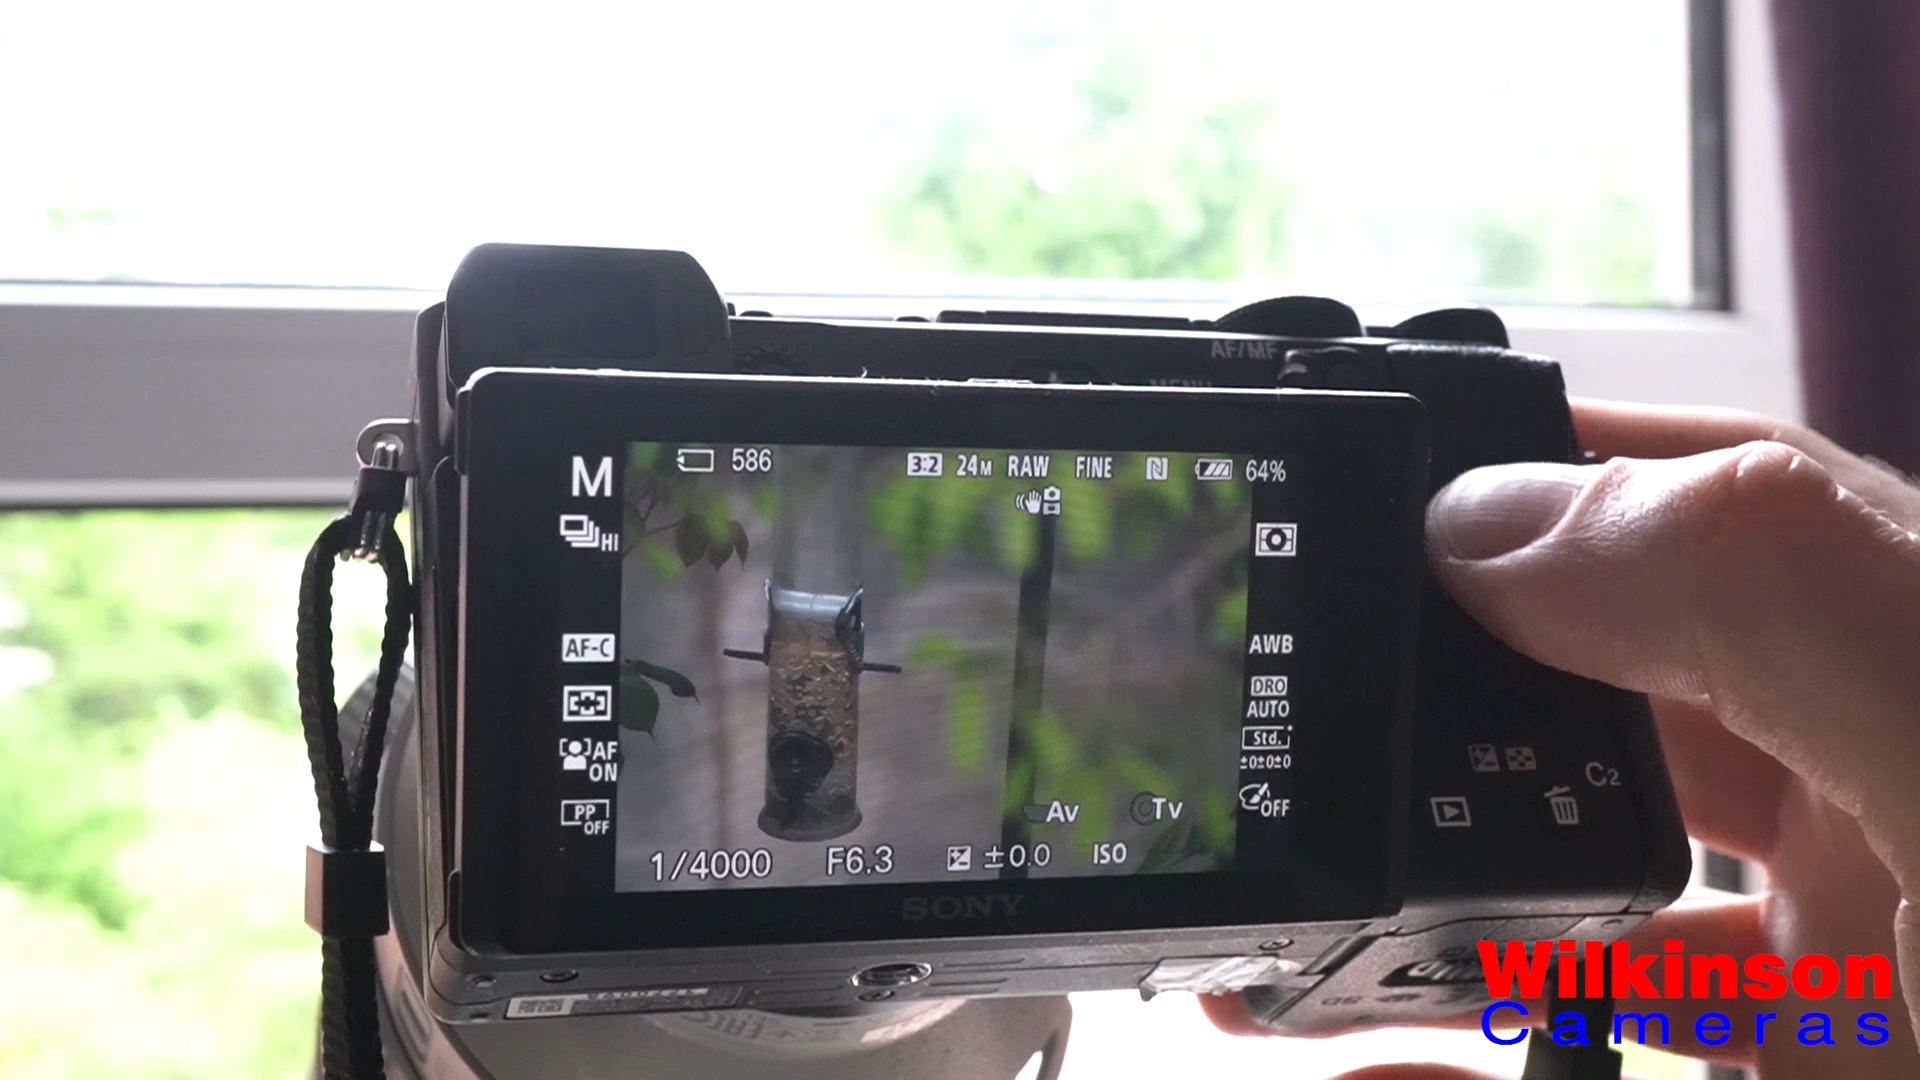 AF/MF
MENU
M
586
3:2 24M RAW FINE
64%
HI
AF-C
AWB
DRO
AUTO
AF
ON
Std.
±0±0±0
PP
OFF
OFF
Av
Tv
1/4000 F6.3 ±0.0 ISO
C2
SONY
Wilkinson
Cameras